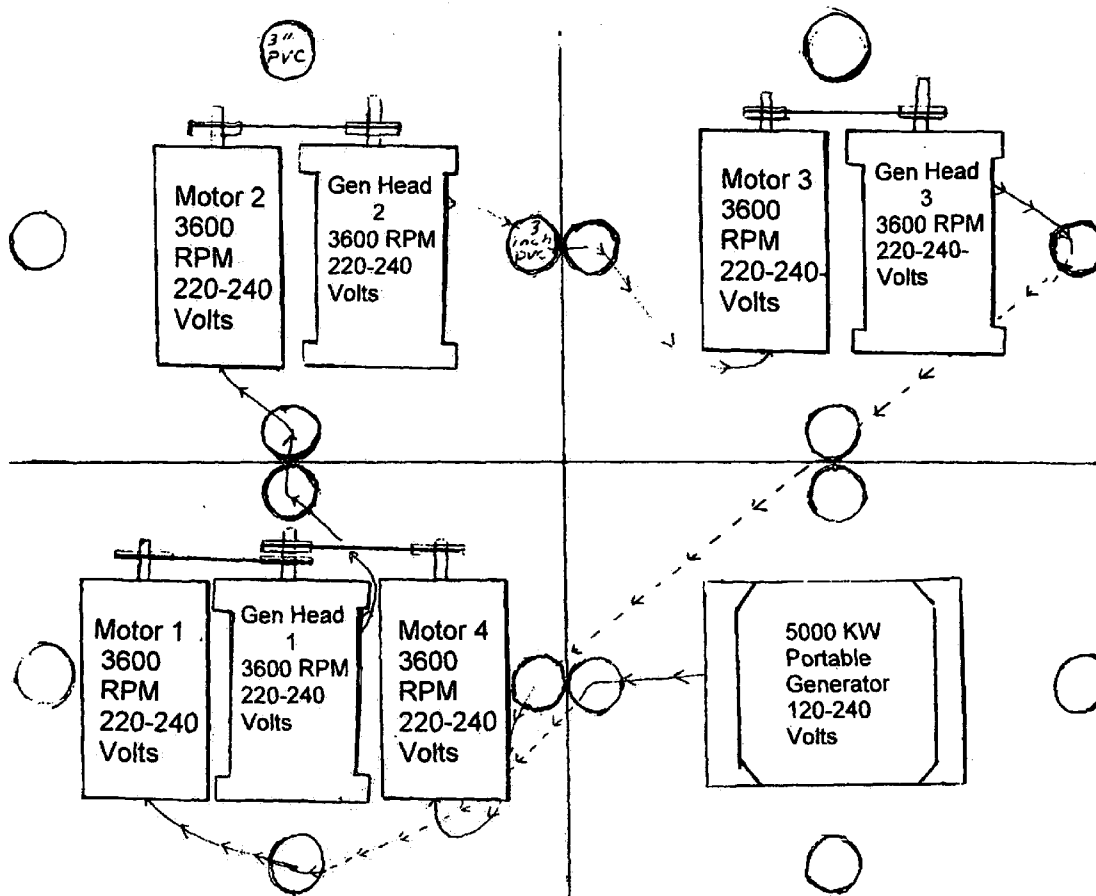 3"
PVC
Motor 2
3600
RPM
220-240
Volts
Gen Head
2
3600 RPM
220-240
Volts
3
inch
pvc
Motor 3
3600
RPM
220-240-
Volts
Gen Head
3
3600 RPM
220-240-
Volts
Motor 1
3600
RPM
220-240
Volts
Gen Head
1
3600 RPM
220-240
Volts
Motor 4
3600
RPM
220-240
Volts
5000 KW
Portable
Generator
120-240
Volts